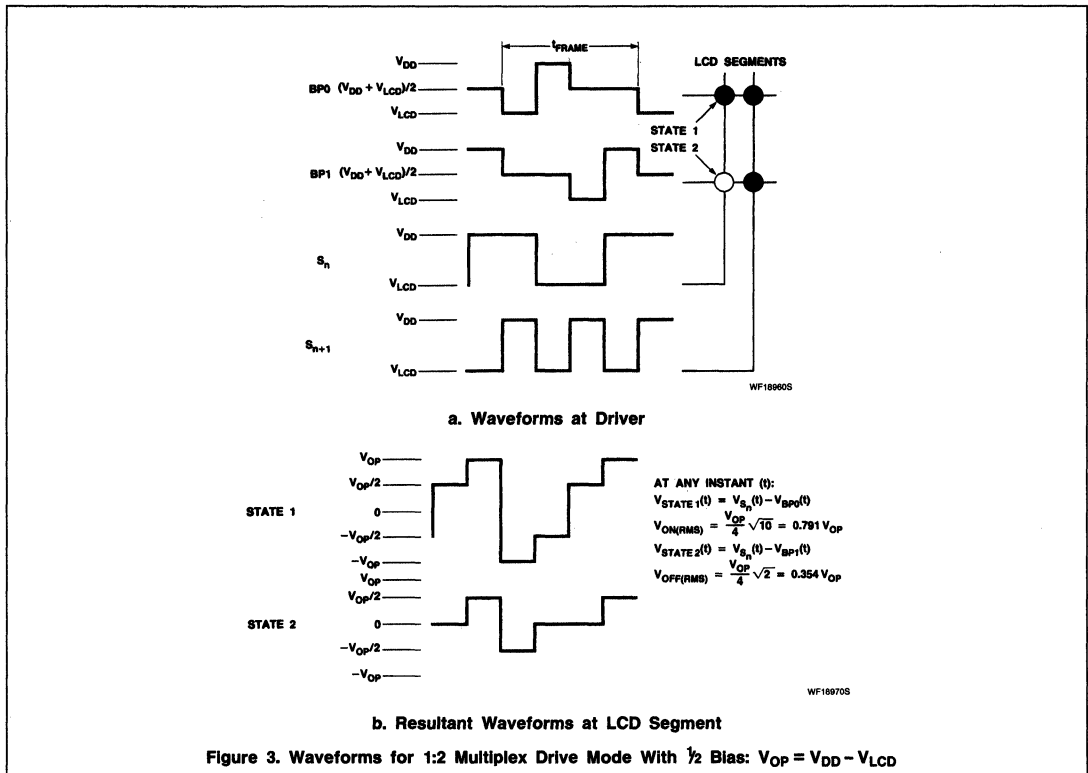 tFRAME
VDD
BP0 (VDD + VLCD)/2
VLCD
LCD SEGMENTS
STATE 1
STATE 2
VDD
BP1 (VDD + VLCD)/2
VLCD
VDD
Sn
VLCD
VDD
Sn+1
VLCD
WF18960S
a. Waveforms at Driver
VOP
VOP/2
STATE 1
0
−VOP/2
−VOP
AT ANY INSTANT (t):
VSTATE 1(t) = VSn(t) − VBP0(t)
VON(RMS) = VOP/4 √10 = 0.791 VOP
VSTATE 2(t) = VSn(t) − VBP1(t)
VOFF(RMS) = VOP/4 √2 = 0.354 VOP
VOP
VOP/2
STATE 2
0
−VOP/2
−VOP
WF18970S
b. Resultant Waveforms at LCD Segment
Figure 3. Waveforms for 1:2 Multiplex Drive Mode With ½ Bias: VOP = VDD − VLCD